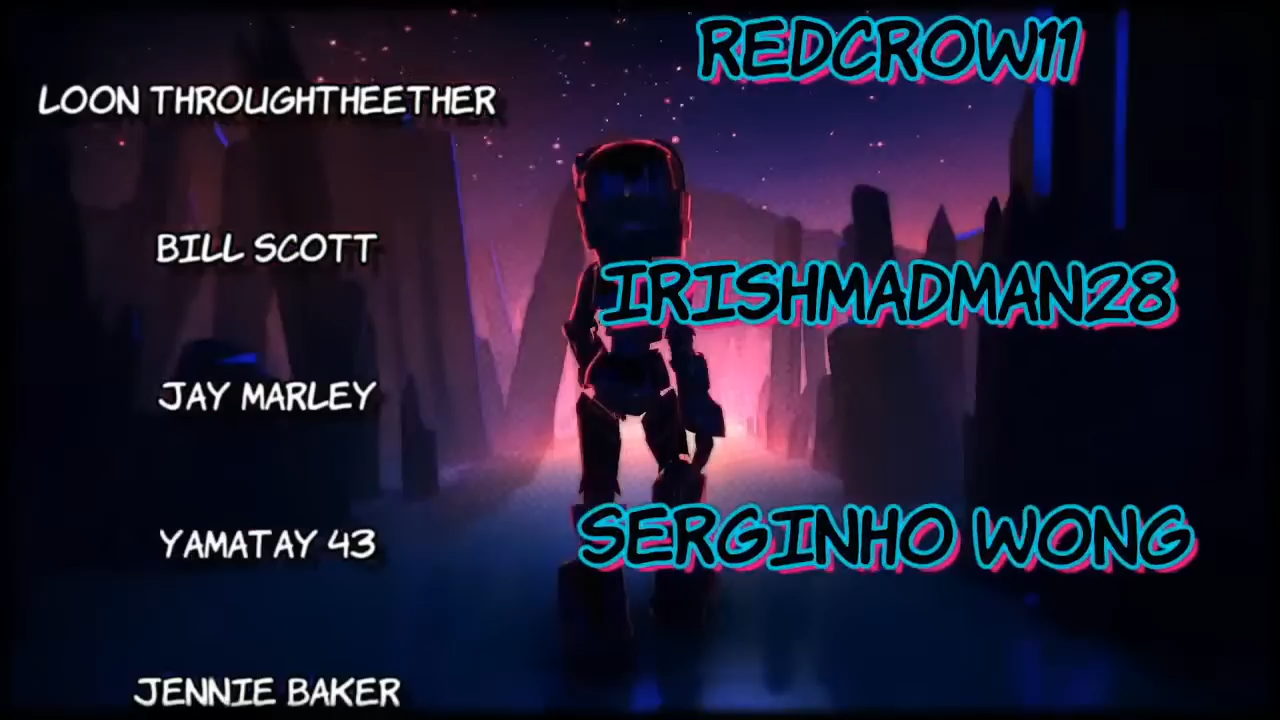 LOON THROUGHTHEETHER
BILL SCOTT
JAY MARLEY
YAMATAY 43
JENNIE BAKER
REDCROW11
IRISHMADMAN28
SERGINHO WONG